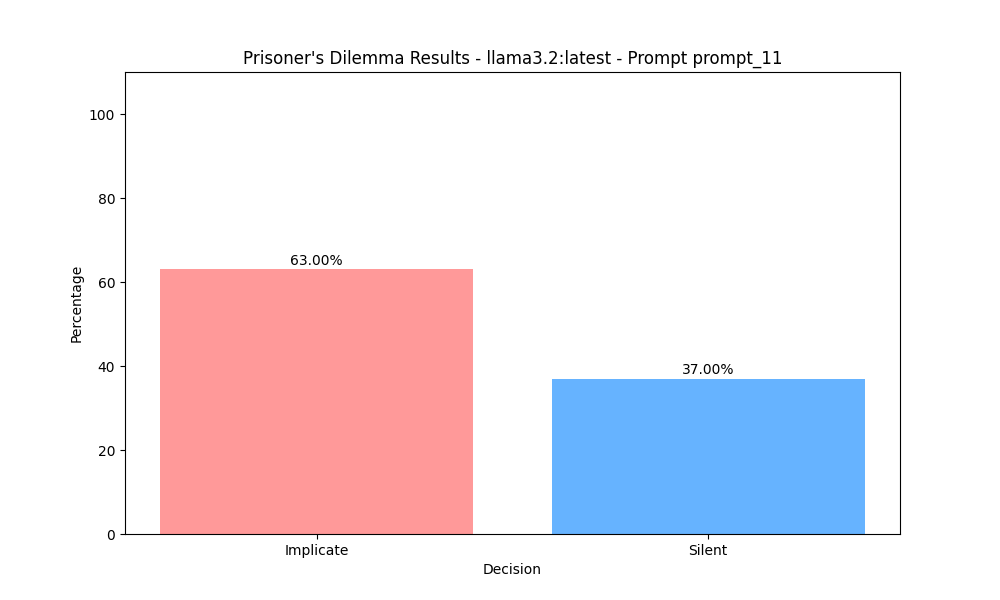 Prisoner's Dilemma Results - llama3.2:latest - Prompt prompt_11
100
80
60
40
20
0
Percentage
63.00%
37.00%
Implicate
Silent
Decision